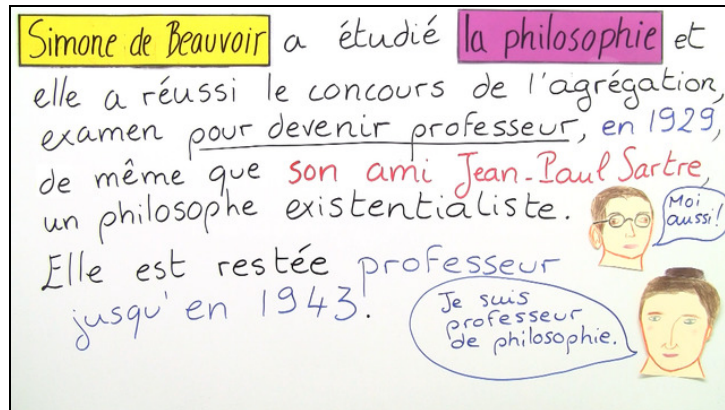 Simone de Beauvoir a étudié la philosophie et
elle a réussi le concours de l'agrégation,
examen pour devenir professeur, en 1929,
de même que son ami Jean-Paul Sartre,
un philosophe existentialiste.
Moi
aussi!
Elle est restée professeur
jusqu'en 1943.
Je suis
professeur
de philosophie.